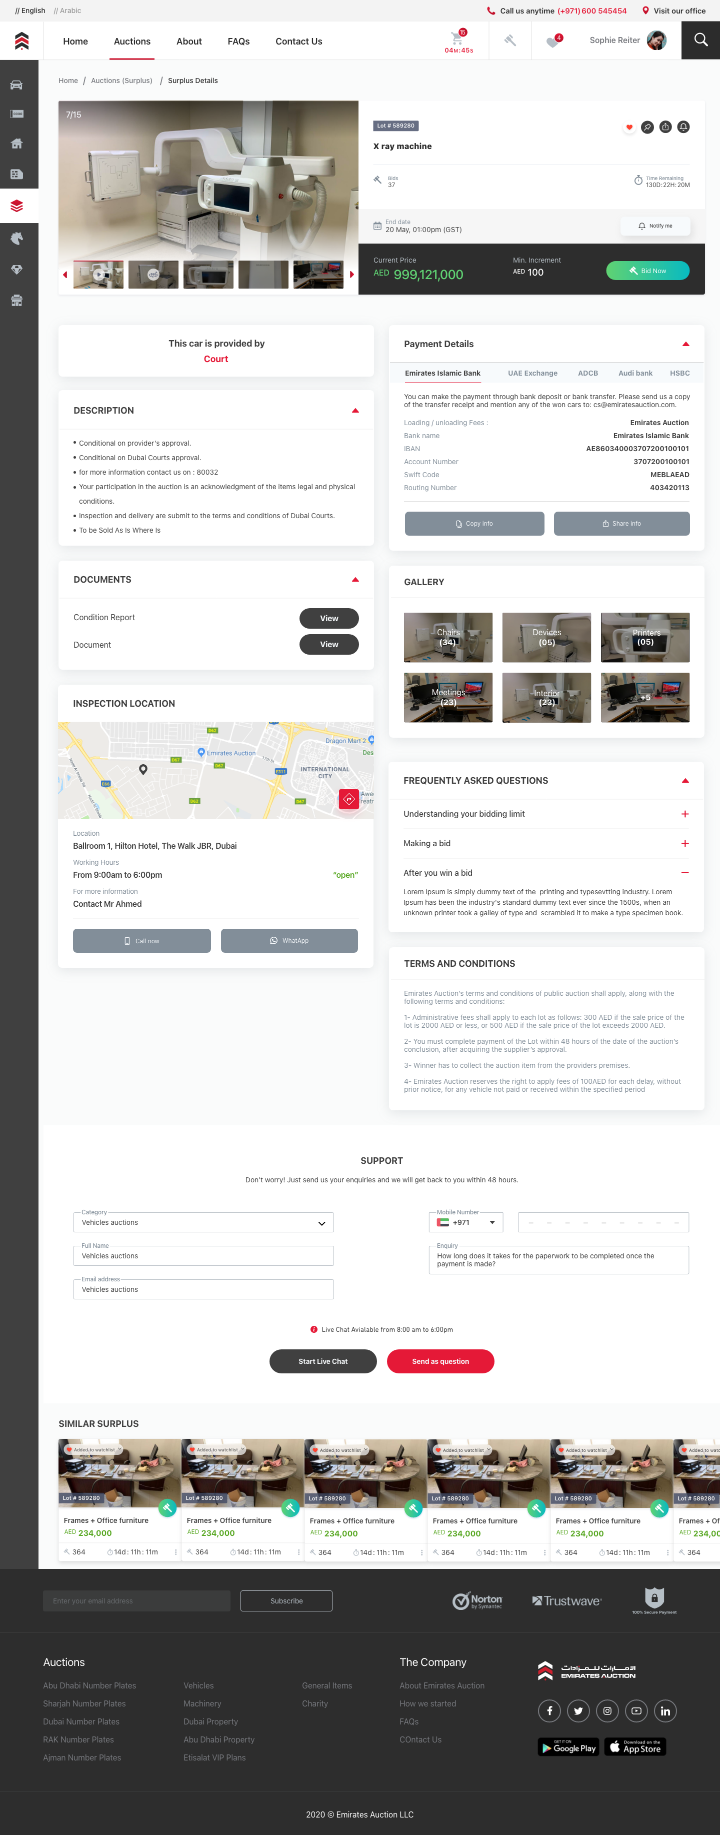 // English // Arabic
Call us anytime (+971) 600 545454
Visit our office
Home Auctions About FAQs Contact Us
15
04M:45S
4
Sophie Reiter
Home / Auctions (Surplus) / Surplus Details
7/15
Lot # 589280
X ray machine
Bids
37
Time Remaining
130D:22H:20M
End date
20 May, 01:00pm (GST)
Notify me
Current Price
AED 999,121,000
Min. Increment
AED 100
Bid Now
This car is provided by
Court
DESCRIPTION
• Conditional on provider's approval.
• Conditional on Dubai Courts approval.
• for more information contact us on : 80032
• Your participation in the auction is an acknowledgment of the items legal and physical
conditions.
• Inspection and delivery are submit to the terms and conditions of Dubai Courts.
• To be Sold As Is Where Is
DOCUMENTS
Condition Report View
Document View
INSPECTION LOCATION
Dragon Mart 2
Emirates Auction
Des
INTERNATIONAL
CITY
Location
Ballroom 1, Hilton Hotel, The Walk JBR, Dubai
Working Hours
From 9:00am to 6:00pm "open"
For more information
Contact Mr Ahmed
Call now
WhatsApp
Payment Details
Emirates Islamic Bank UAE Exchange ADCB Audi bank HSBC
You can make the payment through bank deposit or bank transfer. Please send us a copy
of the transfer receipt and mention any of the won cars to: cs@emiratesauction.com.
Loading / unloading Fees : Emirates Auction
Bank name Emirates Islamic Bank
IBAN AE860340003707200100101
Account Number 3707200100101
Swift Code MEBLAEAD
Routing Number 403420113
Copy Info
Share Info
GALLERY
Chairs
(34)
Devices
(05)
Printers
(05)
Meetings
(23)
Interior
(23)
+5
FREQUENTLY ASKED QUESTIONS
Understanding your bidding limit +
Making a bid +
After you win a bid −
Lorem Ipsum is simply dummy text of the printing and typesevtting industry. Lorem
Ipsum has been the industry's standard dummy text ever since the 1500s, when an
unknown printer took a galley of type and scrambled it to make a type specimen book.
TERMS AND CONDITIONS
Emirates Auction's terms and conditions of public auction shall apply, along with the
following terms and conditions:
1- Administrative fees shall apply to each lot as follows: 300 AED if the sale price of the
lot is 2000 AED or less, or 500 AED if the sale price of the lot exceeds 2000 AED.
2- You must complete payment of the Lot within 48 hours of the date of the auction's
conclusion, after acquiring the supplier's approval.
3- Winner has to collect the auction item from the providers premises.
4- Emirates Auction reserves the right to apply fees of 100AED for each delay, without
prior notice, for any vehicle not paid or received within the specified period
SUPPORT
Don't worry! Just send us your enquiries and we will get back to you within 48 hours.
Category
Vehicles auctions
Full Name
Vehicles auctions
Email address
Vehicles auctions
Mobile Number
+971
Enquiry
How long does it takes for the paperwork to be completed once the
payment is made?
Live Chat Avialable from 8:00 am to 6:00pm
Start Live Chat
Send as question
SIMILAR SURPLUS
Added to watchlist Added to watchlist Added to watchlist Added to watchlist Added to watchlist Added to
Lot # 589280 Lot # 589280 Lot # 589280 Lot # 589280 Lot # 589280 Lot # 589280
Frames + Office furniture Frames + Office furniture Frames + Office furniture Frames + Office furniture Frames + Office furniture Frames + Of
AED 234,000 AED 234,000 AED 234,000 AED 234,000 AED 234,000 AED 234,0
364 14d: 11h: 11m 364 14d: 11h: 11m 364 14d: 11h: 11m 364 14d: 11h: 11m 364 14d: 11h: 11m 364
Enter your email address
Subscribe
Norton
by Symantec
Trustwave
100% Secure Payment
Auctions
Abu Dhabi Number Plates Vehicles General Items
Sharjah Number Plates Machinery Charity
Dubai Number Plates Dubai Property
RAK Number Plates Abu Dhabi Property
Ajman Number Plates Etisalat VIP Plans
The Company
About Emirates Auction
How we started
FAQs
COntact Us
الامارات للمزادات
EMIRATES AUCTION
GET IT ON
Google Play
Download on the
App Store
2020 © Emirates Auction LLC